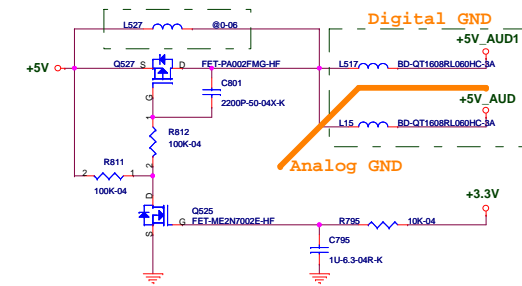 Digital GND
L527 @0-06
+5V_AUD1
Q527 S D FET-PA002FMG-HF
L517 BD-QT1608RL060HC-3A
+5V
G
C801
2200P-50-04X-K
+5V_AUD
R812
100K-04
L15 BD-QT1608RL060HC-3A
Analog GND
R811
2 1 2
100K-04
D
Q525
FET-ME2N7002E-HF
G
S
+3.3V
R795 10K-04
C795
1U-6.3-04R-K